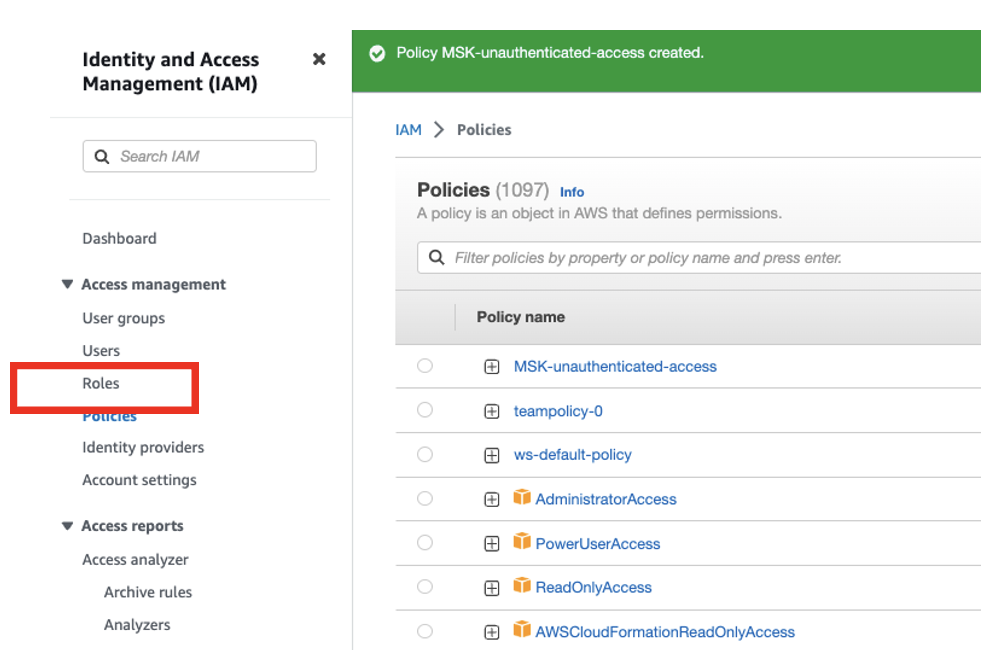 Identity and Access
Management (IAM)
Search IAM
Dashboard
Access management
User groups
Users
Roles
Policies
Identity providers
Account settings
Access reports
Access analyzer
Archive rules
Analyzers
Policy MSK-unauthenticated-access created.
IAM > Policies
Policies (1097) Info
A policy is an object in AWS that defines permissions.
Filter policies by property or policy name and press enter.
Policy name
MSK-unauthenticated-access
teampolicy-0
ws-default-policy
AdministratorAccess
PowerUserAccess
ReadOnlyAccess
AWSCloudFormationReadOnlyAccess